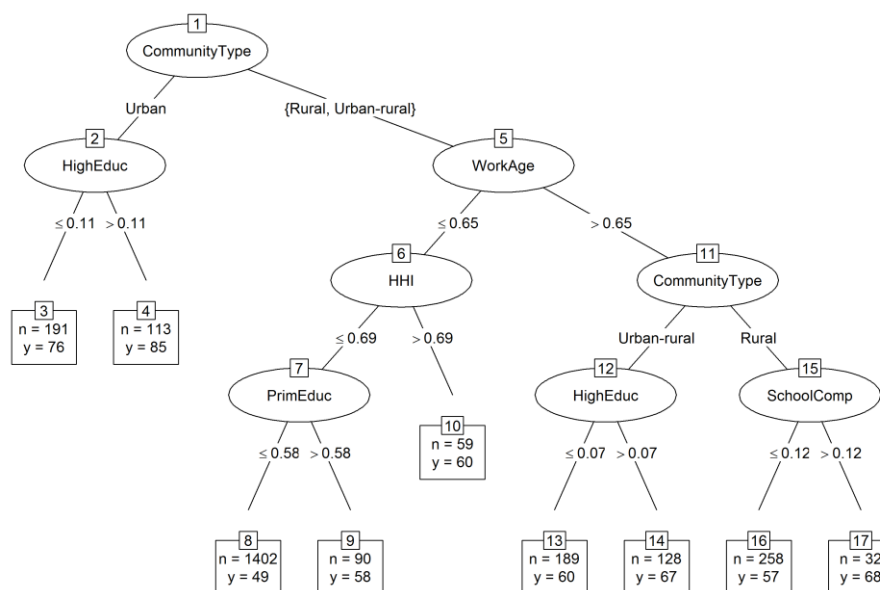 1
CommunityType
Urban
{Rural, Urban-rural}
2
HighEduc
5
WorkAge
≤ 0.11
> 0.11
≤ 0.65
> 0.65
6
HHI
11
CommunityType
3
n = 191
y = 76
4
n = 113
y = 85
≤ 0.69
> 0.69
Urban-rural
Rural
7
PrimEduc
12
HighEduc
15
SchoolComp
10
n = 59
y = 60
≤ 0.58
> 0.58
≤ 0.07
> 0.07
≤ 0.12
> 0.12
8
n = 1402
y = 49
9
n = 90
y = 58
13
n = 189
y = 60
14
n = 128
y = 67
16
n = 258
y = 57
17
n = 32
y = 68